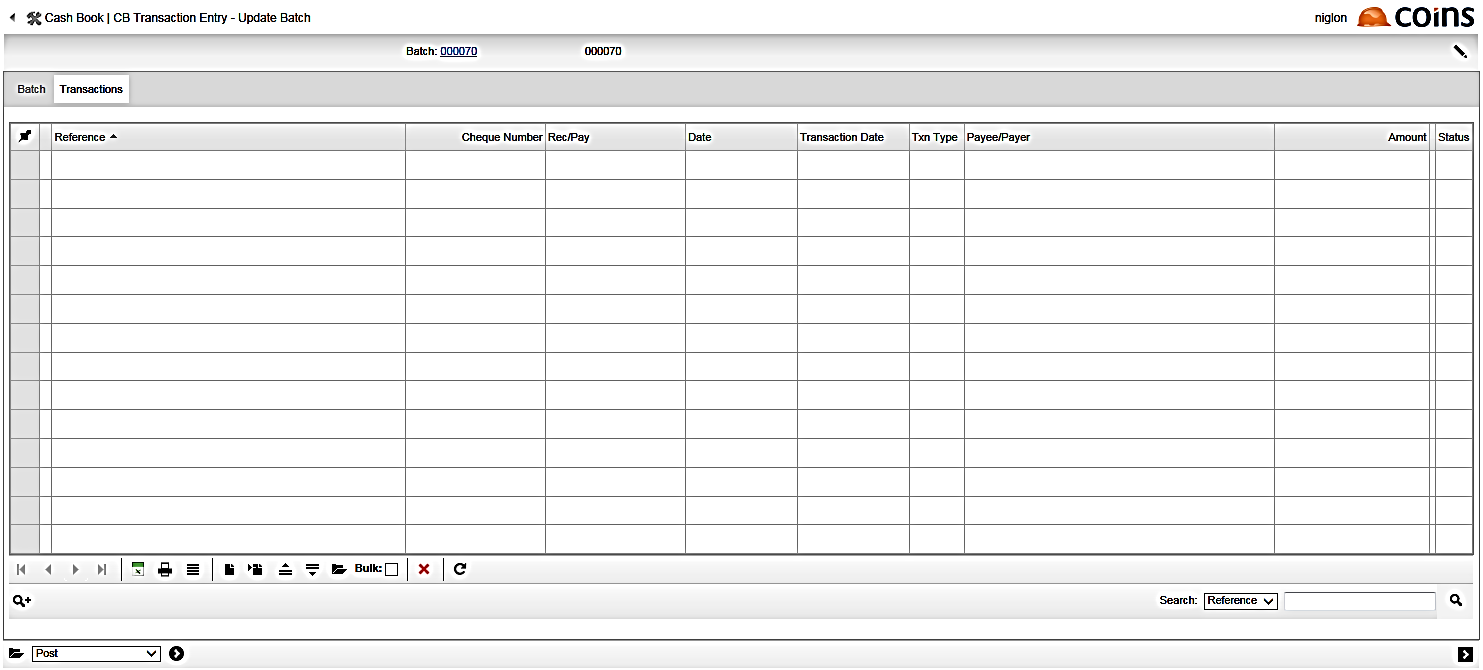 Cash Book | CB Transaction Entry - Update Batch
niglon coins
Batch: 000070 000070
Batch Transactions
Reference Cheque Number Rec/Pay Date Transaction Date Txn Type Payee/Payer Amount Status
Bulk:
Search: Reference
Post